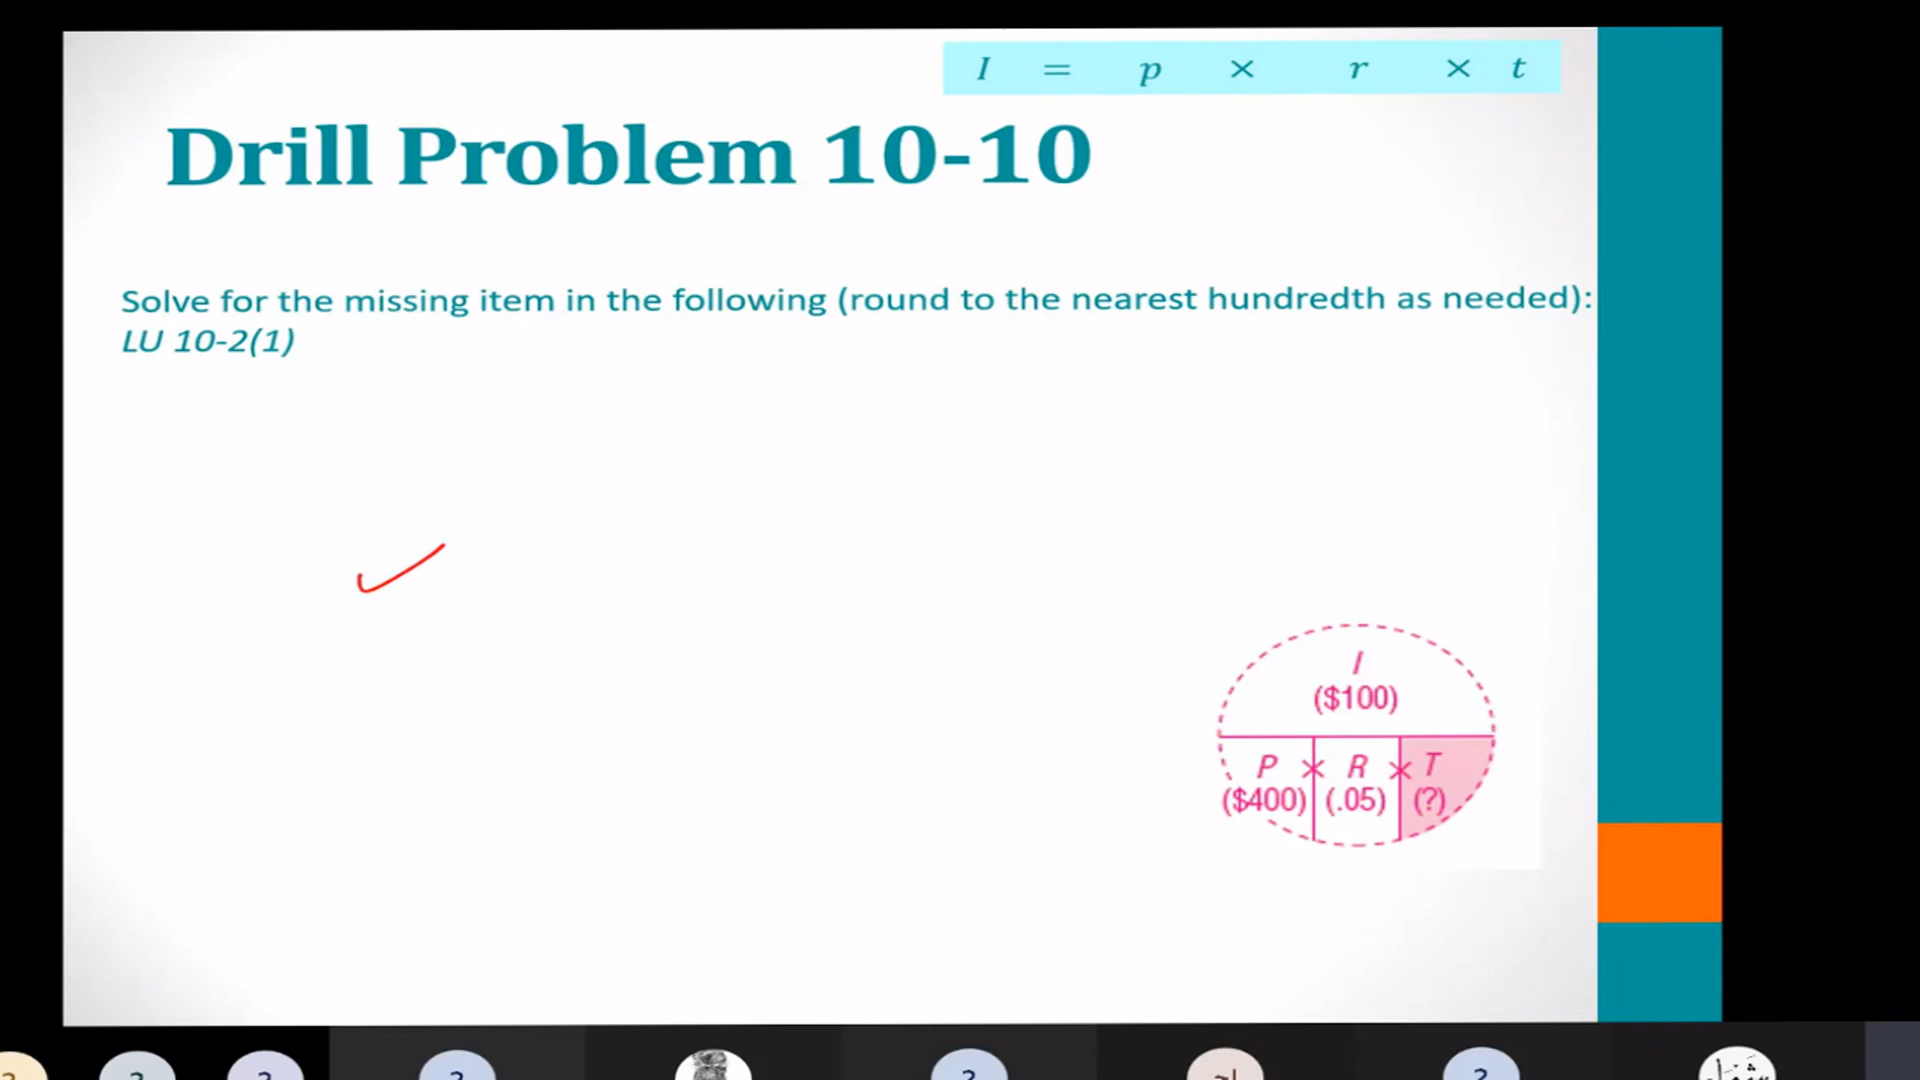 I = p × r × t
Drill Problem 10-10
Solve for the missing item in the following (round to the nearest hundredth as needed):
LU 10-2(1)
I
($100)
P × R × T
($400) (.05) (?)